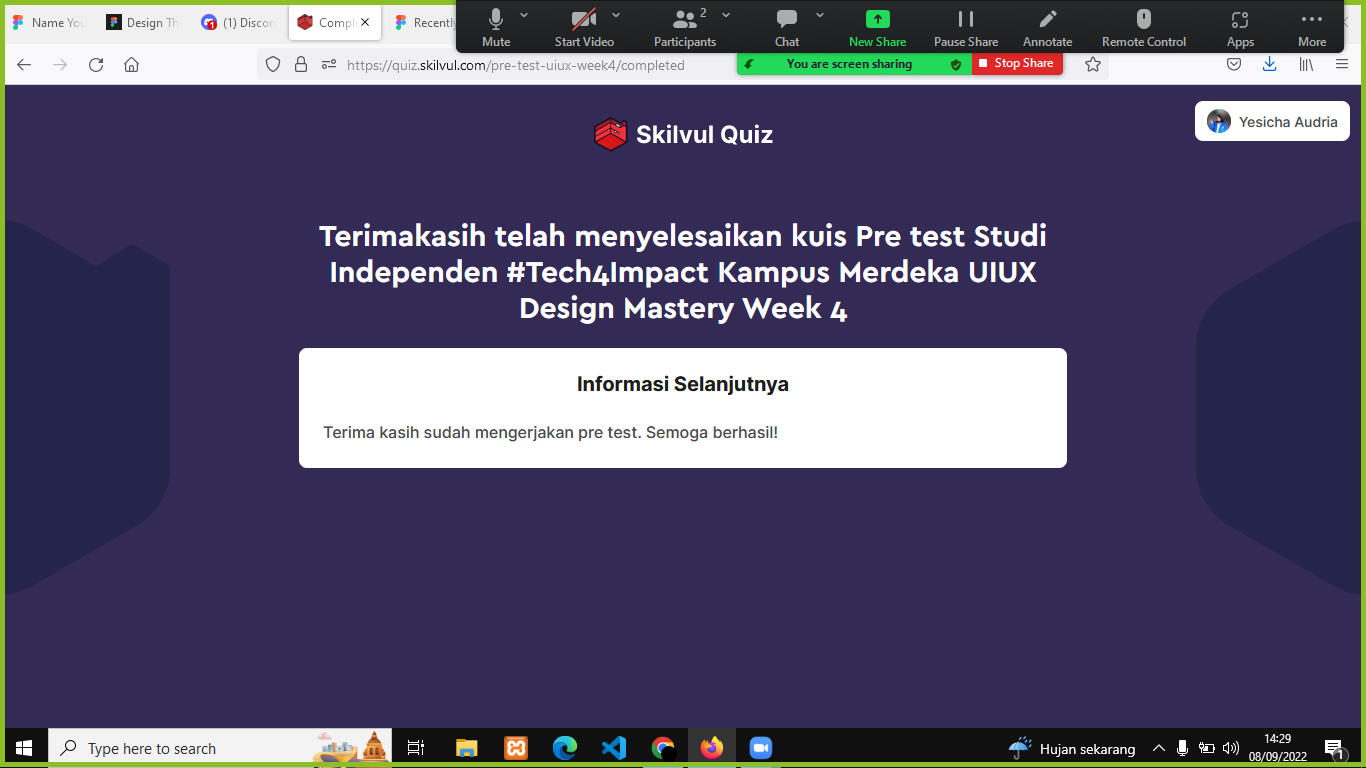 Name You
Design Th
(1) Discor
Compl
Recently
Mute
Start Video
2
Participants
Chat
New Share
Pause Share
Annotate
Remote Control
Apps
More
https://quiz.skilvul.com/pre-test-uiux-week4/completed
You are screen sharing
Stop Share
Skilvul Quiz
Yesicha Audria
Terimakasih telah menyelesaikan kuis Pre test Studi
Independen #Tech4Impact Kampus Merdeka UIUX
Design Mastery Week 4
Informasi Selanjutnya
Terima kasih sudah mengerjakan pre test. Semoga berhasil!
Type here to search
Hujan sekarang
14:29
08/09/2022
1